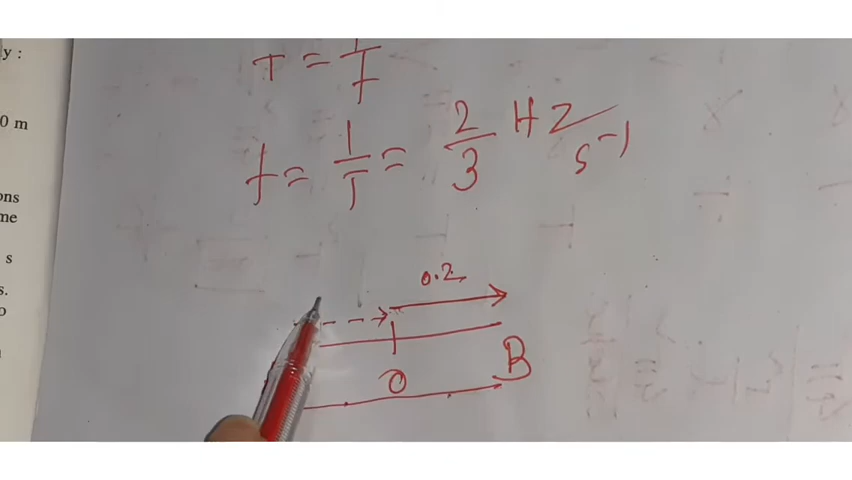 y :
T = 1/f
0 m
f = 1/T = 2/3 Hz/s⁻¹
ons
me
s
s.
o
0.2
O
B